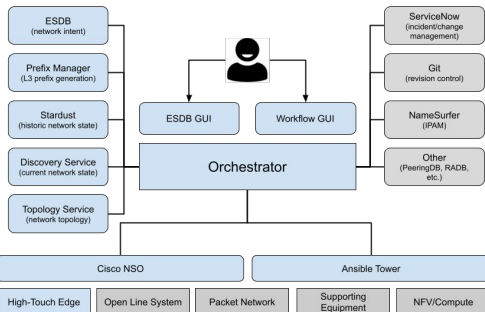 ESDB
(network intent)
Prefix Manager
(L3 prefix generation)
Stardust
(historic network state)
Discovery Service
(current network state)
Topology Service
(network topology)
ESDB GUI
Workflow GUI
Orchestrator
ServiceNow
(incident/change
management)
Git
(revision control)
NameSurfer
(IPAM)
Other
(PeeringDB, RADB,
etc.)
Cisco NSO
Ansible Tower
High-Touch Edge
Open Line System
Packet Network
Supporting
Equipment
NFV/Compute